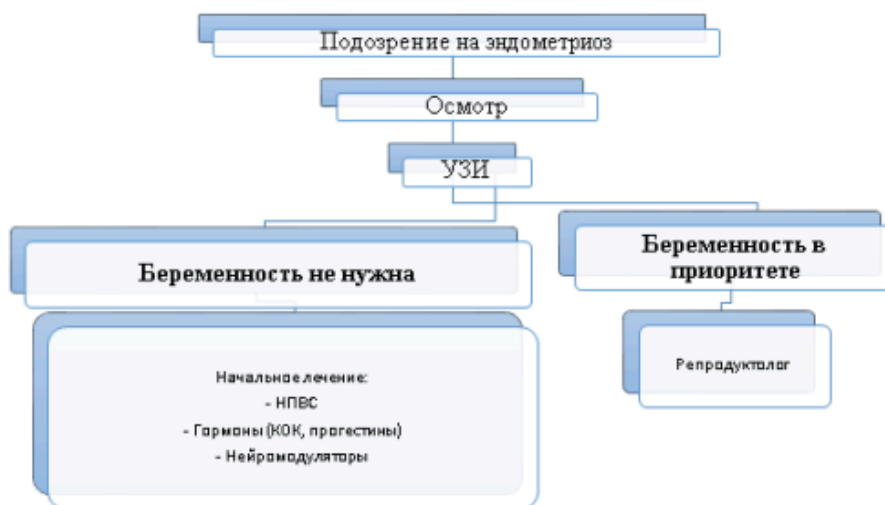 Подозрение на эндометриоз
Осмотр
УЗИ
Беременность не нужна
Беременность в
приоритете
Начальное лечение:
- НПВС
- Гормоны (КОК, прогестины)
- Нейромодуляторы
Репродуктолог